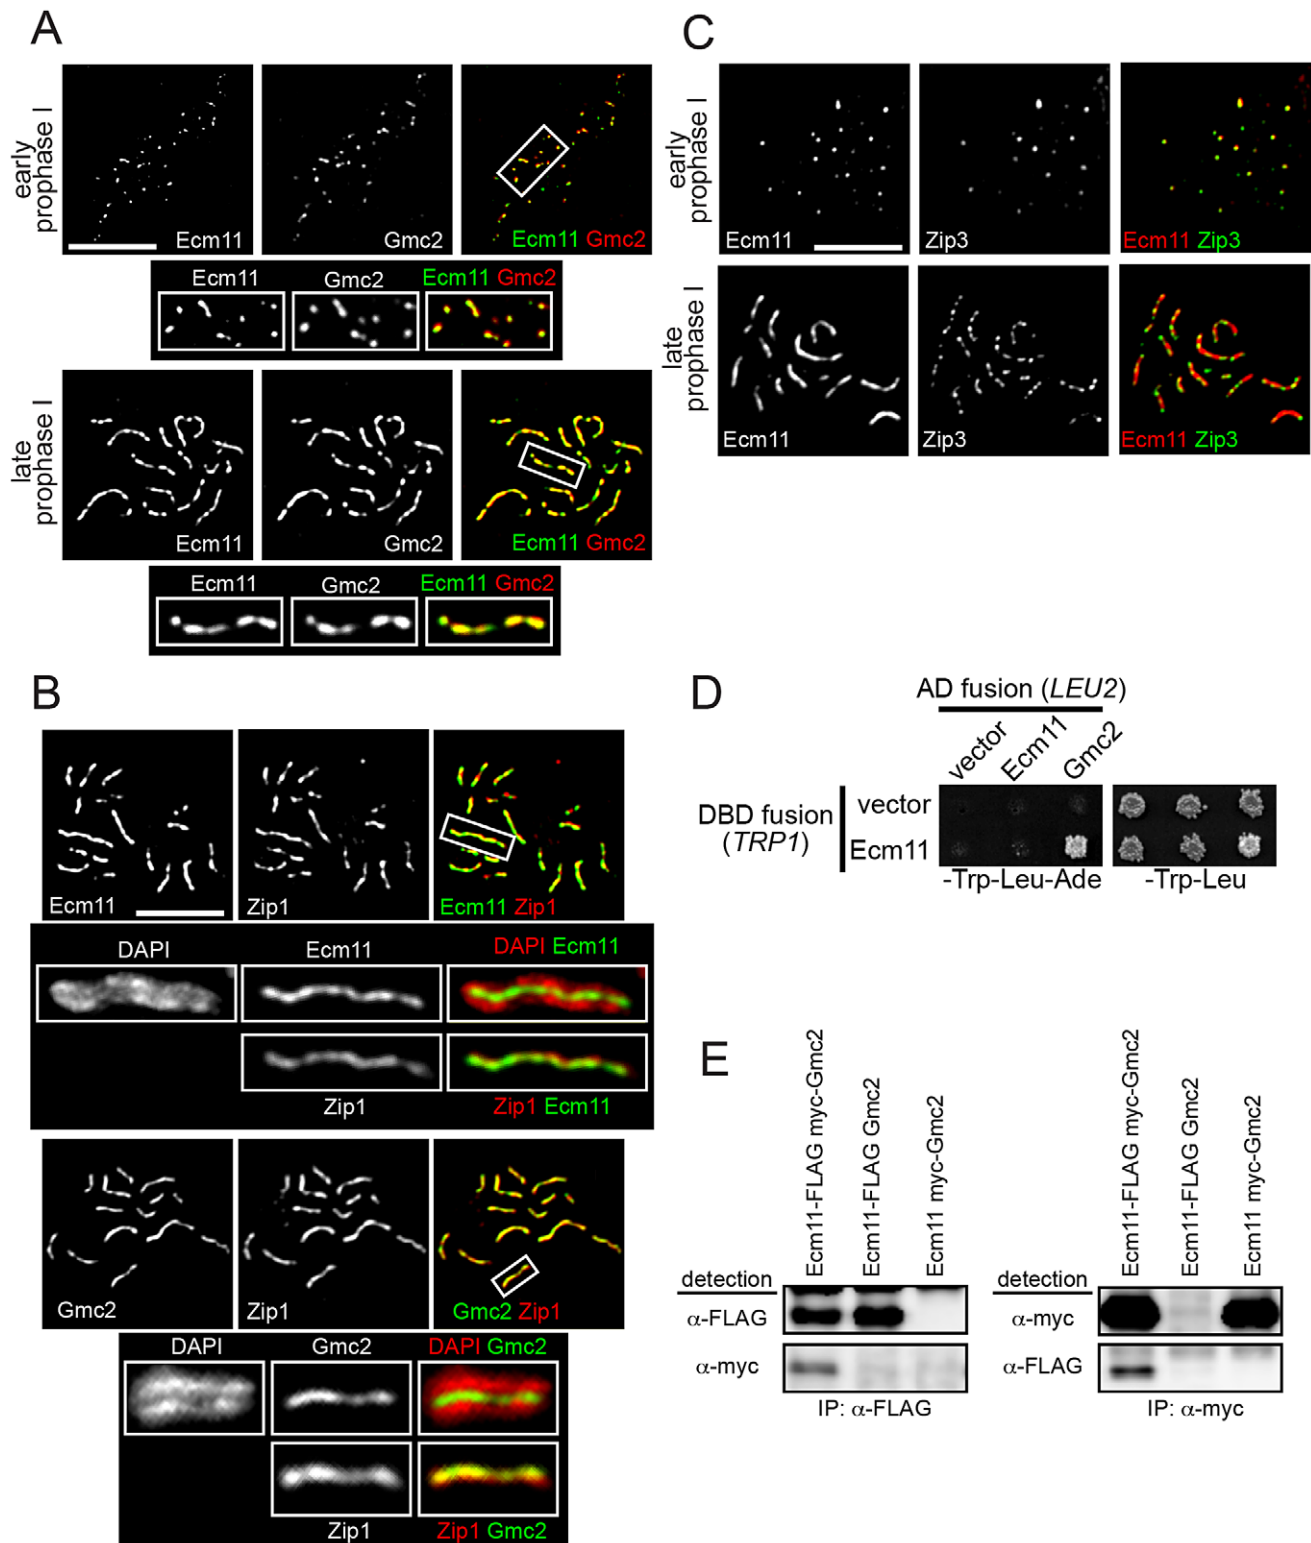 A
early
prophase I
Ecm11
Gmc2
Ecm11 Gmc2
Ecm11
Gmc2
Ecm11 Gmc2
late
prophase I
Ecm11
Gmc2
Ecm11 Gmc2
Ecm11
Gmc2
Ecm11 Gmc2
B
Ecm11
Zip1
Ecm11 Zip1
DAPI
Ecm11
DAPI Ecm11
Zip1
Zip1 Ecm11
Gmc2
Zip1
Gmc2 Zip1
DAPI
Gmc2
DAPI Gmc2
Zip1
Zip1 Gmc2
C
early
prophase I
Ecm11
Zip3
Ecm11 Zip3
late
prophase I
Ecm11
Zip3
Ecm11 Zip3
D
AD fusion (LEU2)
vector
Ecm11
Gmc2
DBD fusion
(TRP1)
vector
Ecm11
-Trp-Leu-Ade
-Trp-Leu
E
Ecm11-FLAG myc-Gmc2
Ecm11-FLAG Gmc2
Ecm11 myc-Gmc2
detection
α-FLAG
α-myc
IP: α-FLAG
Ecm11-FLAG myc-Gmc2
Ecm11-FLAG Gmc2
Ecm11 myc-Gmc2
detection
α-myc
α-FLAG
IP: α-myc